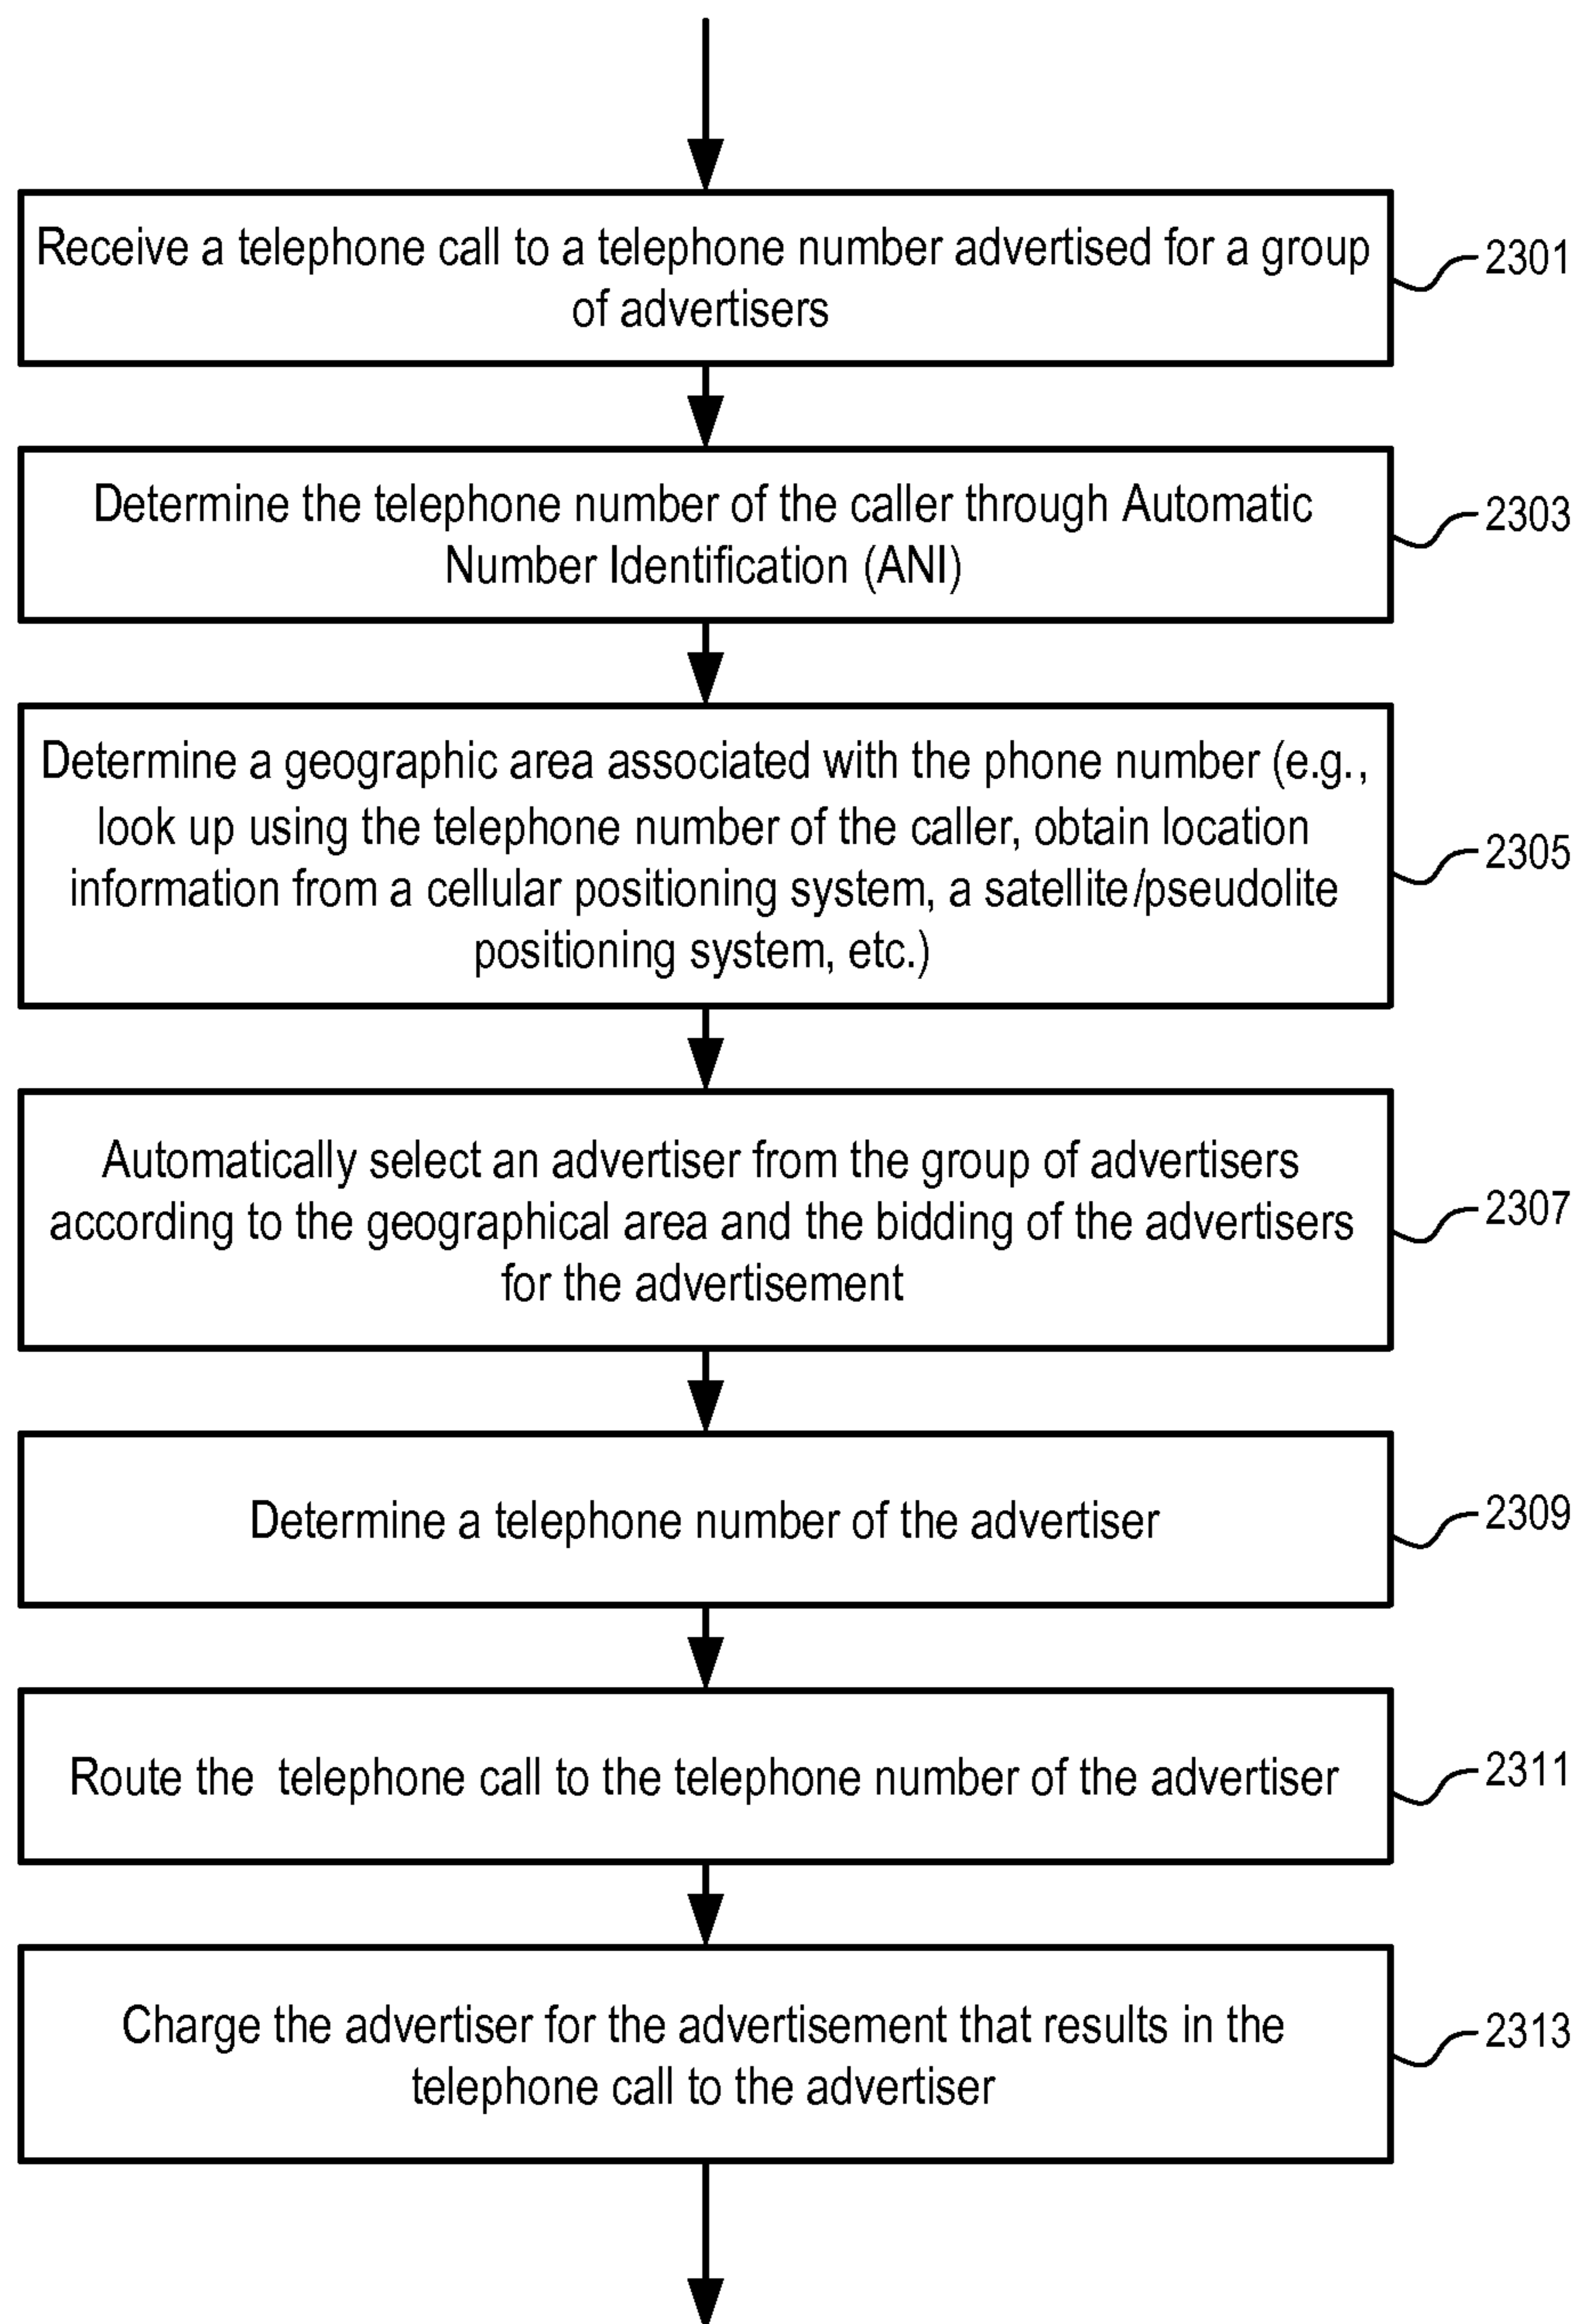 Receive a telephone call to a telephone number advertised for a group
of advertisers
2301
Determine the telephone number of the caller through Automatic
Number Identification (ANI)
2303
Determine a geographic area associated with the phone number (e.g.,
look up using the telephone number of the caller, obtain location
information from a cellular positioning system, a satellite/pseudolite
positioning system, etc.)
2305
Automatically select an advertiser from the group of advertisers
according to the geographical area and the bidding of the advertisers
for the advertisement
2307
Determine a telephone number of the advertiser
2309
Route the telephone call to the telephone number of the advertiser
2311
Charge the advertiser for the advertisement that results in the
telephone call to the advertiser
2313